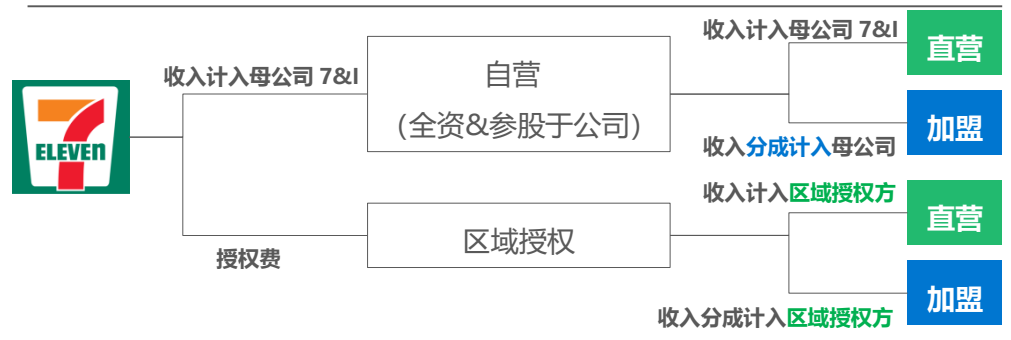 收入计入母公司 7&I
直营
收入计入母公司 7&I
自营
(全资&参股于公司)
7
ELEVEN
加盟
收入分成计入母公司
收入计入区域授权方
直营
区域授权
授权费
加盟
收入分成计入区域授权方